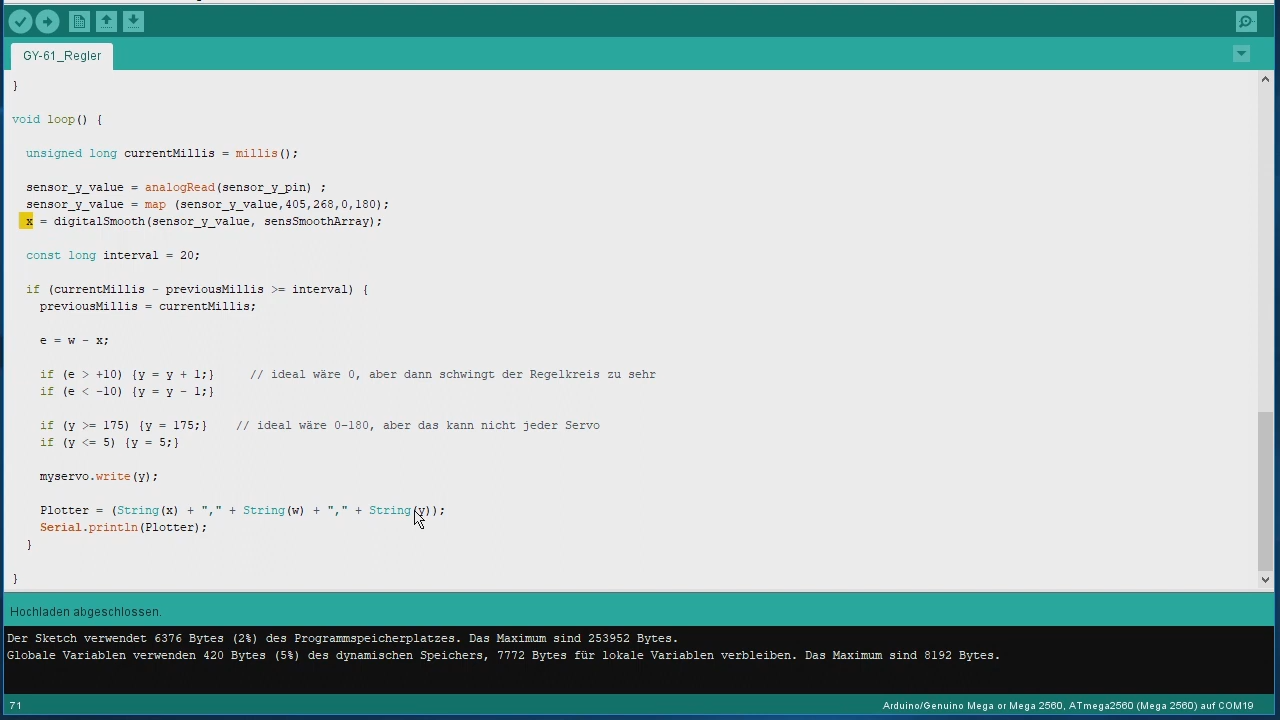 GY-61_Regler
}
void loop() {
unsigned long currentMillis = millis();
sensor_y_value = analogRead(sensor_y_pin) ;
sensor_y_value = map (sensor_y_value,405,268,0,180);
x = digitalSmooth(sensor_y_value, sensSmoothArray);
const long interval = 20;
if (currentMillis - previousMillis >= interval) {
previousMillis = currentMillis;
e = w - x;
if (e > +10) {y = y + 1;}     // ideal wäre 0, aber dann schwingt der Regelkreis zu sehr
if (e < -10) {y = y - 1;}
if (y >= 175) {y = 175;}    // ideal wäre 0-180, aber das kann nicht jeder Servo
if (y <= 5) {y = 5;}
myservo.write(y);
Plotter = (String(x) + "," + String(w) + "," + String(y));
Serial.println(Plotter);
}
}
Hochladen abgeschlossen.
Der Sketch verwendet 6376 Bytes (2%) des Programmspeicherplatzes. Das Maximum sind 253952 Bytes.
Globale Variablen verwenden 420 Bytes (5%) des dynamischen Speichers, 7772 Bytes für lokale Variablen verbleiben. Das Maximum sind 8192 Bytes.
71 Arduino/Genuino Mega or Mega 2560, ATmega2560 (Mega 2560) auf COM19